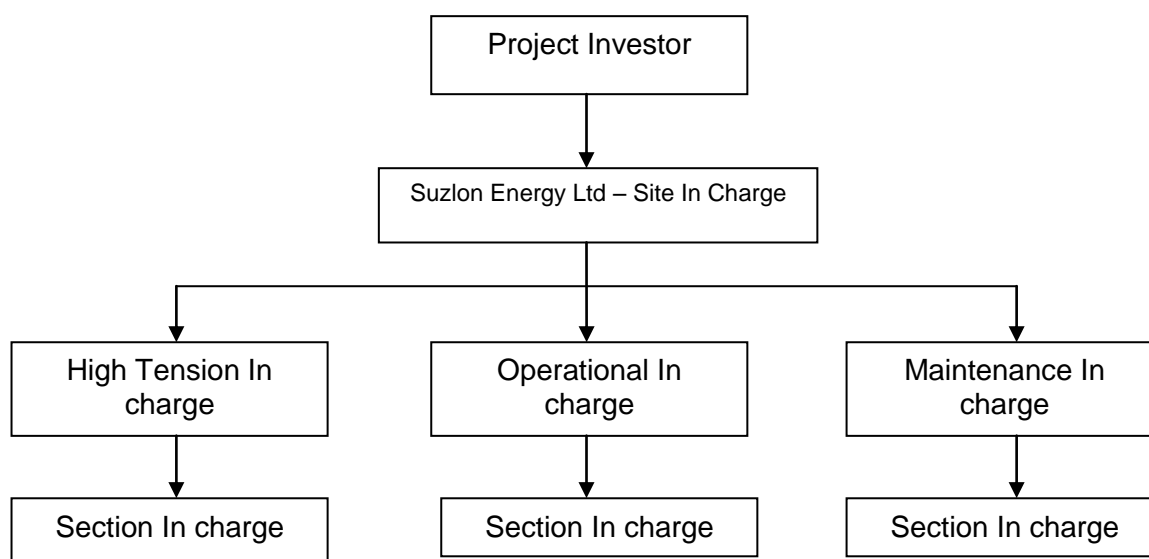 Project Investor
Suzlon Energy Ltd – Site In Charge
High Tension In
charge
Operational In
charge
Maintenance In
charge
Section In charge
Section In charge
Section In charge